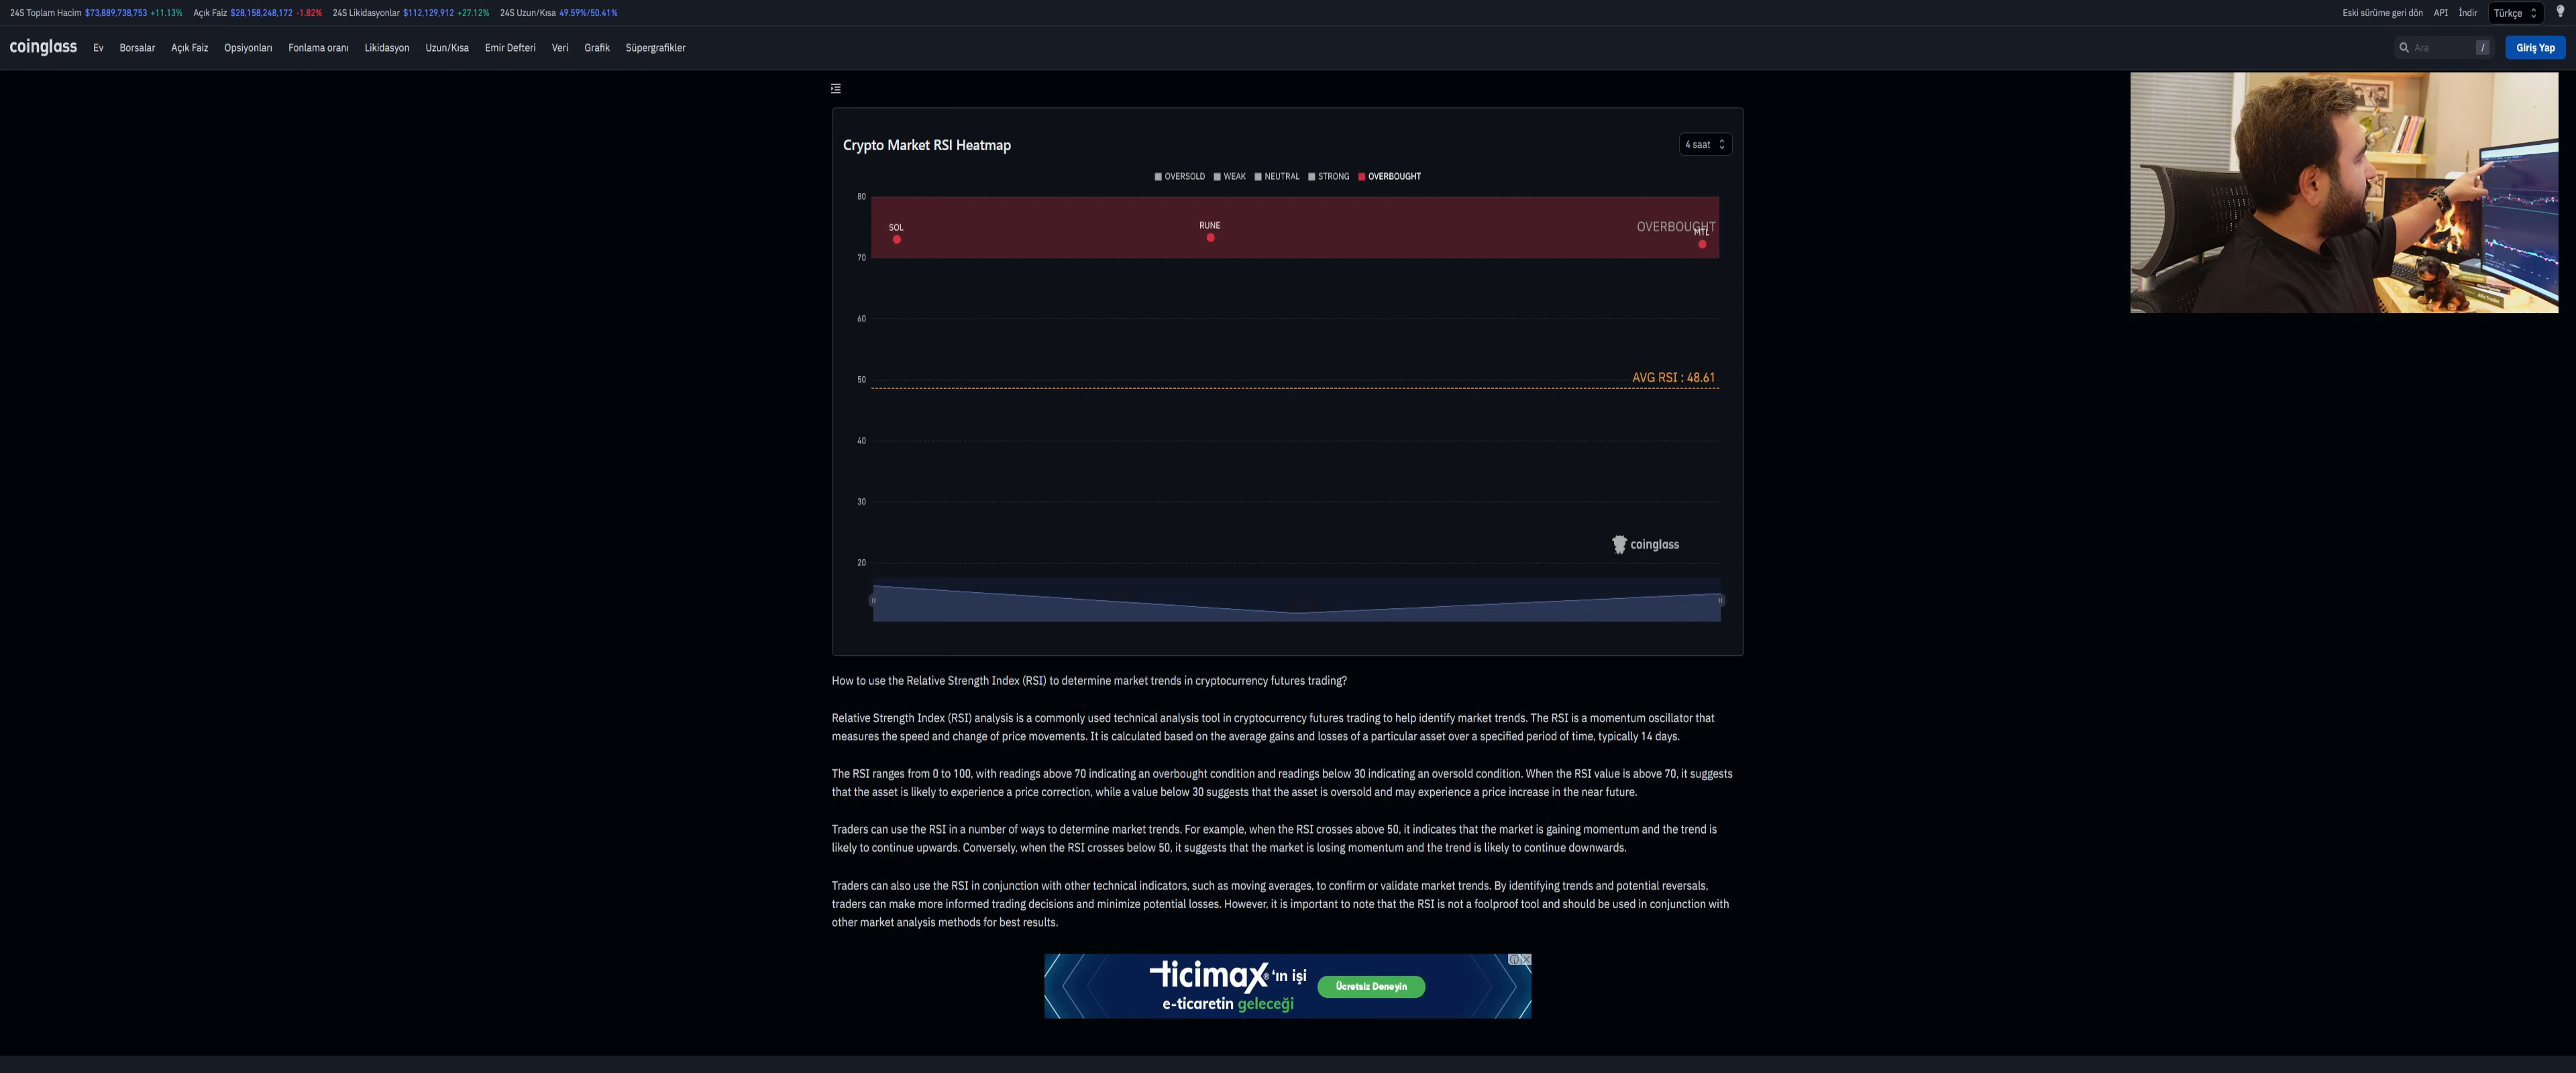 24S Toplam Hacim $73,889,738,753 +11.13% Açık Faiz $28,158,248,172 -1.82% 24S Likidasyonlar $112,129,912 +27.12% 24S Uzun/Kısa 49.59%/50.41%
Eski sürüme geri dön API İndir Türkçe
coinglass Ev Borsalar Açık Faiz Opsiyonları Fonlama oranı Likidasyon Uzun/Kısa Emir Defteri Veri Grafik Süpergrafikler
Ara / Giriş Yap
Crypto Market RSI Heatmap
4 saat
OVERSOLD WEAK NEUTRAL STRONG OVERBOUGHT
80
SOL
RUNE
OVERBOUGHT
MTL
70
60
50
AVG RSI : 48.61
40
30
coinglass
20
How to use the Relative Strength Index (RSI) to determine market trends in cryptocurrency futures trading?
Relative Strength Index (RSI) analysis is a commonly used technical analysis tool in cryptocurrency futures trading to help identify market trends. The RSI is a momentum oscillator that
measures the speed and change of price movements. It is calculated based on the average gains and losses of a particular asset over a specified period of time, typically 14 days.
The RSI ranges from 0 to 100, with readings above 70 indicating an overbought condition and readings below 30 indicating an oversold condition. When the RSI value is above 70, it suggests
that the asset is likely to experience a price correction, while a value below 30 suggests that the asset is oversold and may experience a price increase in the near future.
Traders can use the RSI in a number of ways to determine market trends. For example, when the RSI crosses above 50, it indicates that the market is gaining momentum and the trend is
likely to continue upwards. Conversely, when the RSI crosses below 50, it suggests that the market is losing momentum and the trend is likely to continue downwards.
Traders can also use the RSI in conjunction with other technical indicators, such as moving averages, to confirm or validate market trends. By identifying trends and potential reversals,
traders can make more informed trading decisions and minimize potential losses. However, it is important to note that the RSI is not a foolproof tool and should be used in conjunction with
other market analysis methods for best results.
ticimax® 'ın işi
e-ticaretin geleceği
Ücretsiz Deneyin